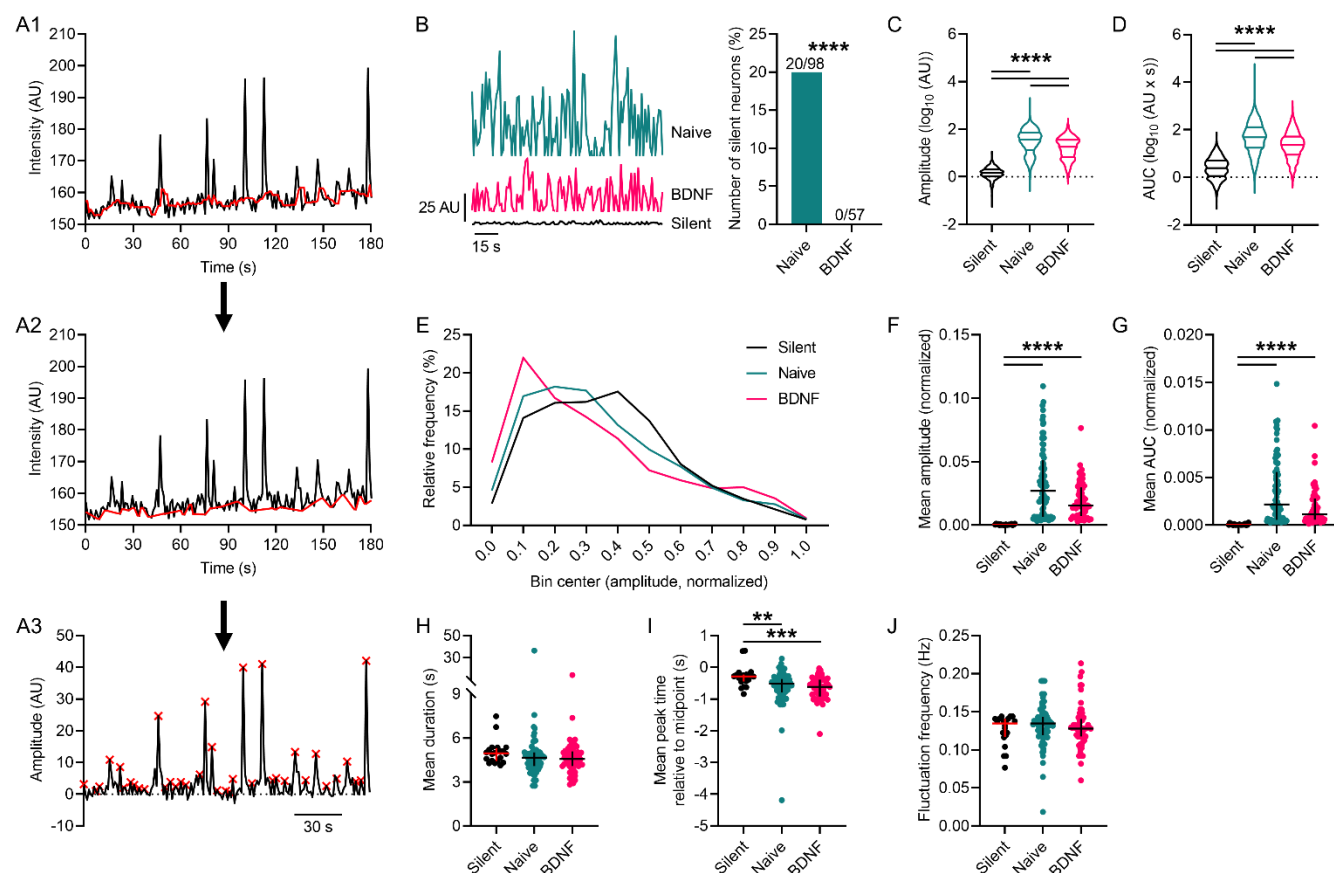 A1
210
200
190
180
170
160
150
Intensity (AU)
0 30 60 90 120 150 180
Time (s)
A2
210
200
190
180
170
160
150
Intensity (AU)
0 30 60 90 120 150 180
Time (s)
A3
50
40
30
20
10
0
-10
Amplitude (AU)
30 s
B
Naive
BDNF
Silent
25 AU
15 s
25
20
15
10
5
0
Number of silent neurons (%)
****
20/98
0/57
Naive
BDNF
C
6
4
2
0
-2
Amplitude (log10 (AU))
****
Silent
Naive
BDNF
D
6
4
2
0
-2
AUC (log10 (AU x s))
****
Silent
Naive
BDNF
E
25
20
15
10
5
0
Relative frequency (%)
Silent
Naive
BDNF
0.0 0.1 0.2 0.3 0.4 0.5 0.6 0.7 0.8 0.9 1.0
Bin center (amplitude, normalized)
F
0.15
0.10
0.05
0.00
Mean amplitude (normalized)
****
Silent
Naive
BDNF
G
0.020
0.015
0.010
0.005
0.000
Mean AUC (normalized)
****
Silent
Naive
BDNF
H
50
30
9
6
3
0
Mean duration (s)
Silent
Naive
BDNF
I
1
0
-1
-2
-3
-4
-5
Mean peak time
relative to midpoint (s)
**
***
Silent
Naive
BDNF
J
0.25
0.20
0.15
0.10
0.05
0.00
Fluctuation frequency (Hz)
Silent
Naive
BDNF